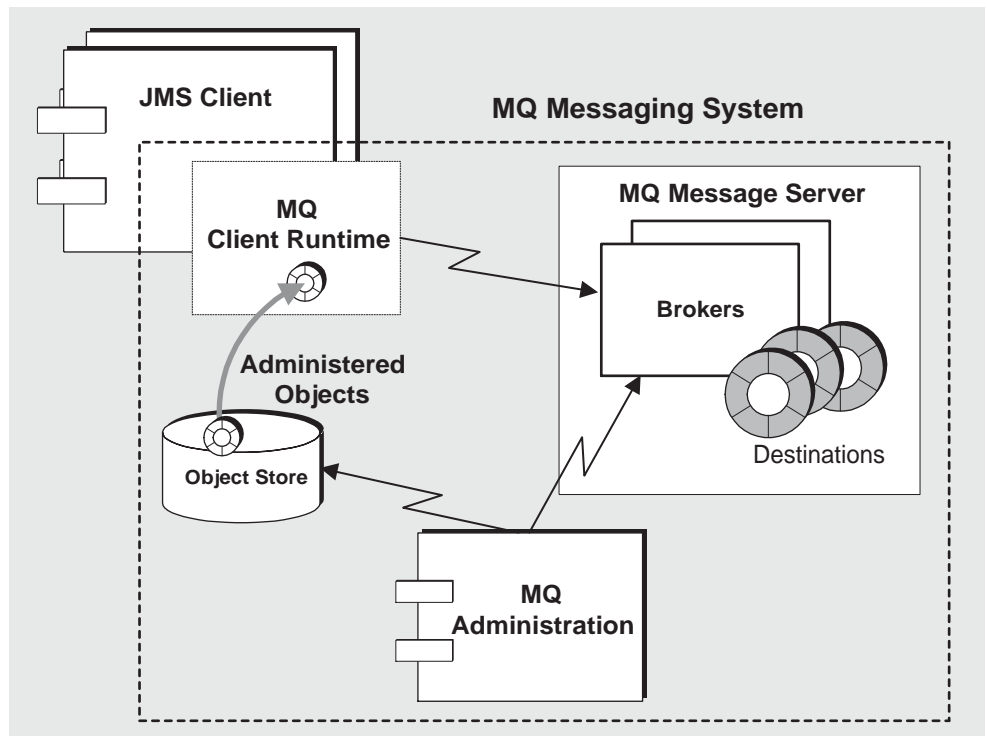 JMS Client
MQ Messaging System
MQ Message Server
MQ
Client Runtime
Brokers
Administered
Objects
Destinations
Object Store
MQ
Administration